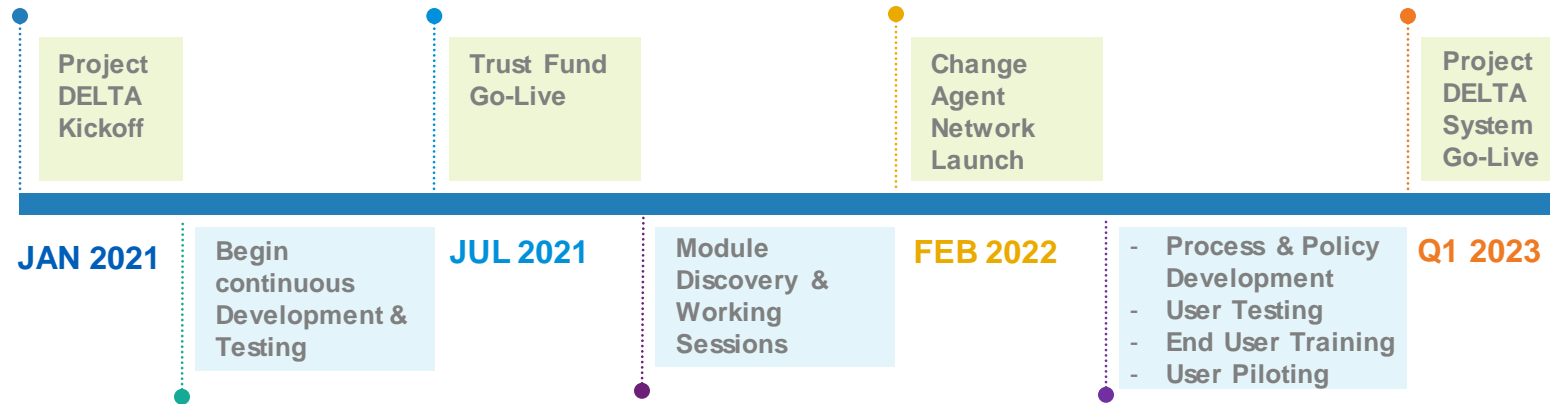 Project
DELTA
Kickoff
Trust Fund
Go-Live
Change
Agent
Network
Launch
Project
DELTA
System
Go-Live
JAN 2021
Begin
continuous
Development &
Testing
JUL 2021
Module
Discovery &
Working
Sessions
FEB 2022
- Process & Policy
Development
- User Testing
- End User Training
- User Piloting
Q1 2023